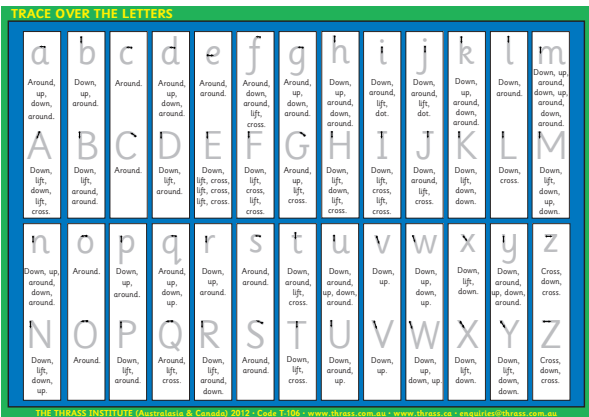 TRACE OVER THE LETTERS
a
Around,
up,
down,
around.
b
Down,
up,
around.
c
Around.
d
Around,
up,
down,
around.
e
Cross,
around.
f
Around,
down,
around,
lift,
cross.
g
Around,
up,
down,
around.
h
Down,
up,
around,
down,
around.
i
Down,
around,
lift,
dot.
j
Down,
around,
lift,
dot.
k
Down,
up,
around,
down,
around.
l
Down,
around.
m
Down, up,
around,
down, up,
around,
down,
around.
A
Down,
lift,
down,
lift,
cross.
B
Down,
lift,
around,
around.
C
Around.
D
Down,
lift,
around.
E
Down,
lift, cross,
lift, cross,
lift, cross.
F
Down,
lift,
cross,
lift,
cross.
G
Around,
up,
lift,
cross.
H
Down,
lift,
down,
lift,
cross.
I
Down,
lift,
cross,
lift,
cross.
J
Down,
around,
lift,
cross.
K
Down,
lift,
down,
down.
L
Down,
cross.
M
Down,
lift,
down,
up,
down.
n
Down, up,
around,
down,
around.
o
Around.
p
Down,
up,
around.
q
Around,
up,
down,
up.
r
Down,
up,
around.
s
Around,
around.
t
Down,
around,
lift,
cross.
u
Down,
around,
up, down,
around.
v
Down,
up.
w
Down,
up,
down,
up.
x
Down,
lift,
down.
y
Down,
around,
up, down,
around.
z
Cross,
down,
cross.
N
Down,
lift,
down,
up.
O
Around.
P
Down,
lift,
around.
Q
Around,
lift,
cross.
R
Down,
lift,
around,
down.
S
Around,
around.
T
Down,
lift,
cross.
U
Down,
around,
up.
V
Down,
up.
W
Down,
up,
down, up.
X
Down,
lift,
down.
Y
Down,
lift,
down.
Z
Cross,
down,
cross.
THE THRASS INSTITUTE (Australasia & Canada) 2012 · Code T-106 · www.thrass.com.au · www.thrass.ca · enquiries@thrass.com.au